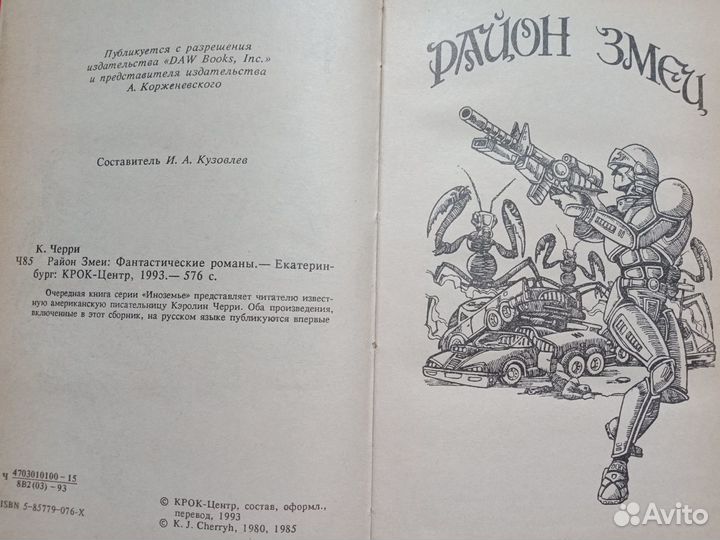 Публикуется с разрешения
издательства «DAW Books, Inc.»
и представителя издательства
А. Корженевского
Составитель И. А. Кузовлев
К. Черри
Ч85 Район Змеи: Фантастические романы.— Екатерин-
бург: КРОК-Центр, 1993.— 576 с.
Очередная книга серии «Иноземье» представляет читателю извест-
ную американскую писательницу Кэролин Черри. Оба произведения,
включенные в этот сборник, на русском языке публикуются впервые
Ч 4703010100-15
8В2(03)-93
ISBN 5-85779-076-X
© КРОК-Центр, состав, оформл.,
перевод, 1993
© K. J. Cherryh, 1980, 1985
РАЙОН ЗМЕИ
Avito